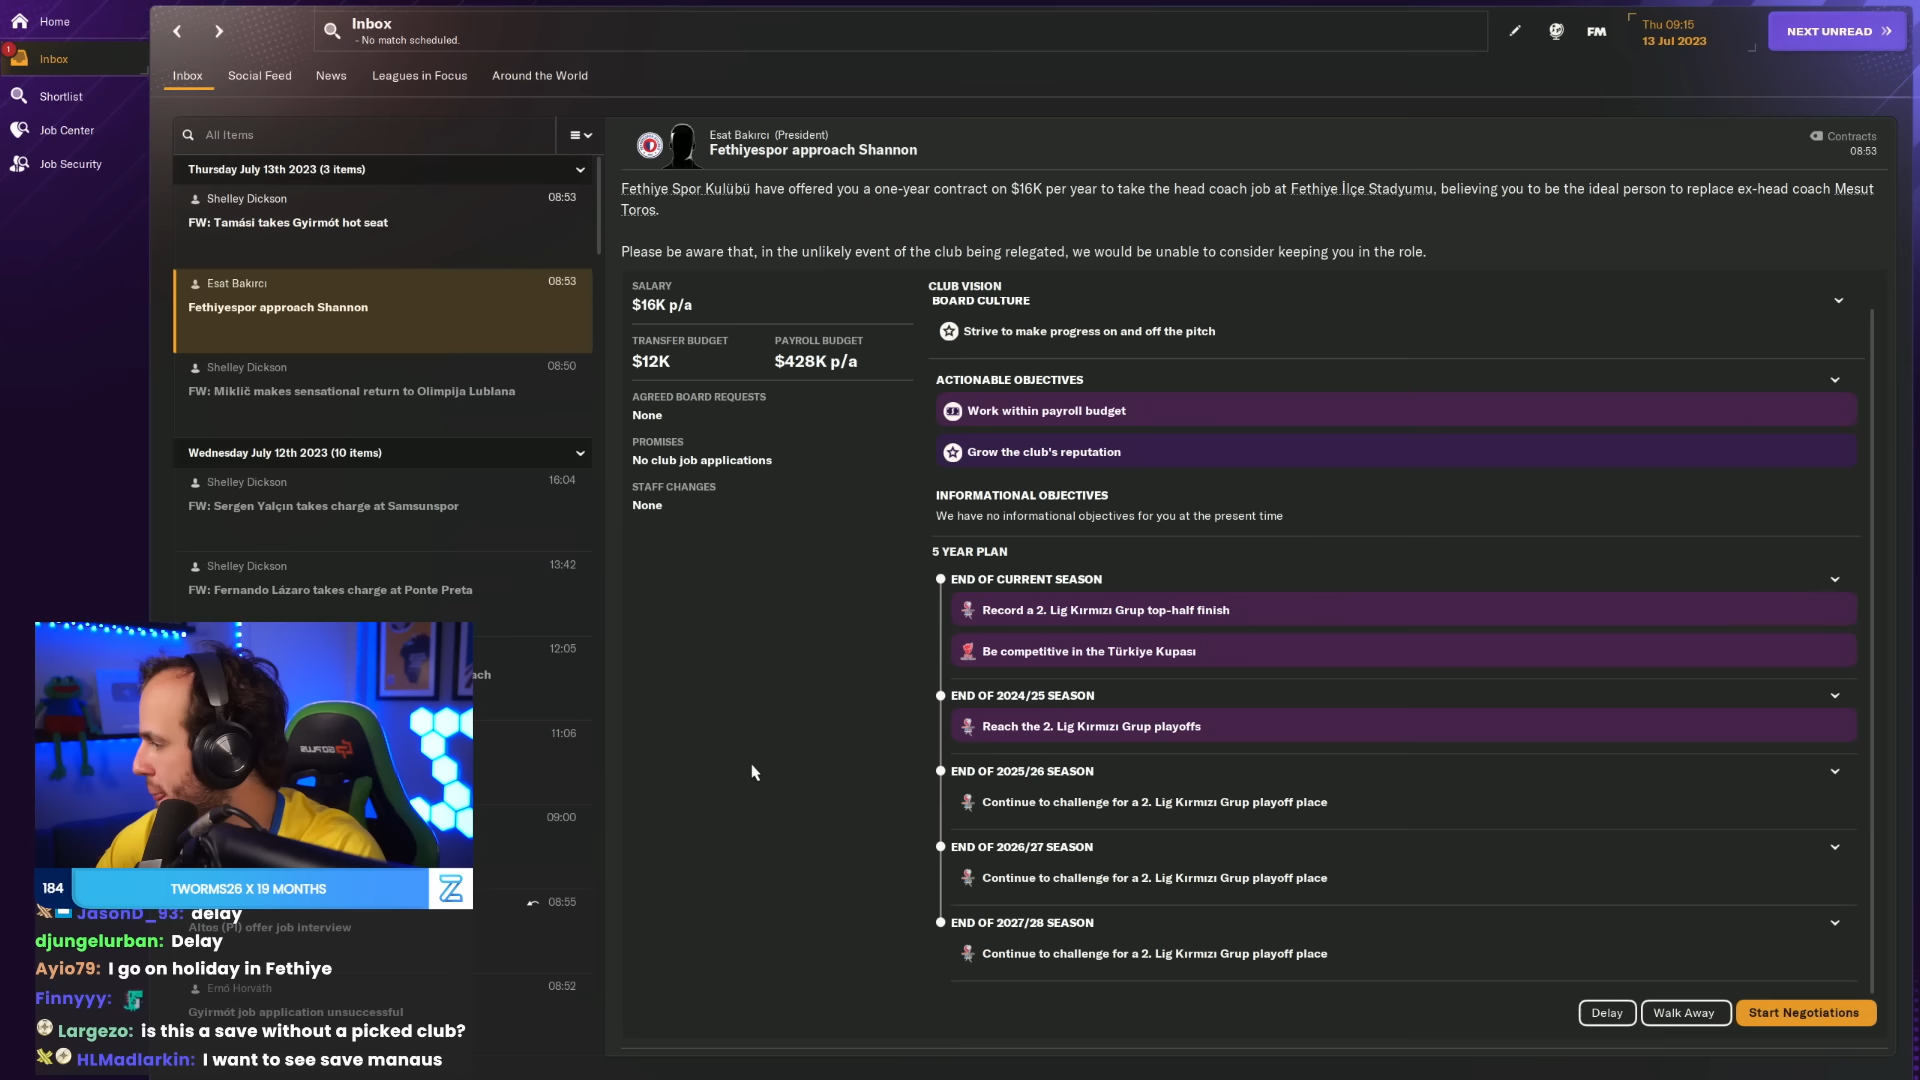 Home
Inbox
- No match scheduled.
FM
Thu 09:15
13 Jul 2023
NEXT UNREAD
1
Inbox
Shortlist
Job Center
Job Security
Inbox
Social Feed
News
Leagues in Focus
Around the World
All Items
Thursday July 13th 2023 (3 items)
Shelley Dickson
08:53
FW: Tamási takes Gyirmót hot seat
Esat Bakırcı
08:53
Fethiyespor approach Shannon
Shelley Dickson
08:50
FW: Miklič makes sensational return to Olimpija Lublana
Wednesday July 12th 2023 (10 items)
Shelley Dickson
16:04
FW: Sergen Yalçın takes charge at Samsunspor
Shelley Dickson
13:42
FW: Fernando Lázaro takes charge at Ponte Preta
12:05
ach
11:06
09:00
08:55
Altos (PI) offer job interview
Ernő Horváth
08:52
Gyirmót job application unsuccessful
Esat Bakırcı (President)
Fethiyespor approach Shannon
Contracts
08:53
Fethiye Spor Kulübü have offered you a one-year contract on $16K per year to take the head coach job at Fethiye İlçe Stadyumu, believing you to be the ideal person to replace ex-head coach Mesut
Toros.
Please be aware that, in the unlikely event of the club being relegated, we would be unable to consider keeping you in the role.
SALARY
$16K p/a
TRANSFER BUDGET
$12K
PAYROLL BUDGET
$428K p/a
AGREED BOARD REQUESTS
None
PROMISES
No club job applications
STAFF CHANGES
None
CLUB VISION
BOARD CULTURE
Strive to make progress on and off the pitch
ACTIONABLE OBJECTIVES
Work within payroll budget
Grow the club's reputation
INFORMATIONAL OBJECTIVES
We have no informational objectives for you at the present time
5 YEAR PLAN
END OF CURRENT SEASON
Record a 2. Lig Kırmızı Grup top-half finish
Be competitive in the Türkiye Kupası
END OF 2024/25 SEASON
Reach the 2. Lig Kırmızı Grup playoffs
END OF 2025/26 SEASON
Continue to challenge for a 2. Lig Kırmızı Grup playoff place
END OF 2026/27 SEASON
Continue to challenge for a 2. Lig Kırmızı Grup playoff place
END OF 2027/28 SEASON
Continue to challenge for a 2. Lig Kırmızı Grup playoff place
Delay
Walk Away
Start Negotiations
184
TWORMS26 X 19 MONTHS
Z
JasonD_93: delay
djungelurban: Delay
Ayio79: I go on holiday in Fethiye
Finnyyy:
Largezo: is this a save without a picked club?
HLMadlarkin: I want to see save manaus